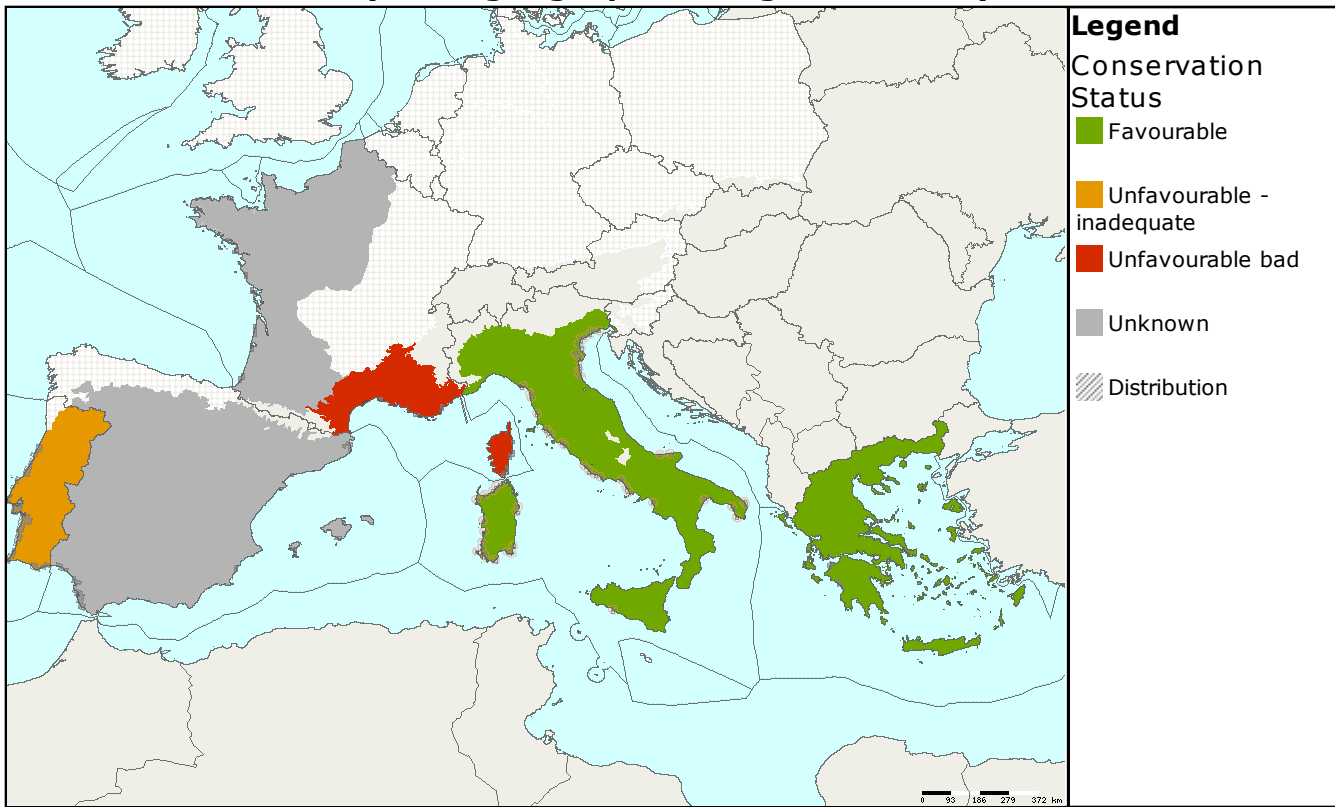 Legend
Conservation
Status
Favourable
Unfavourable -
inadequate
Unfavourable bad
Unknown
Distribution
0 93 186 279 372 km